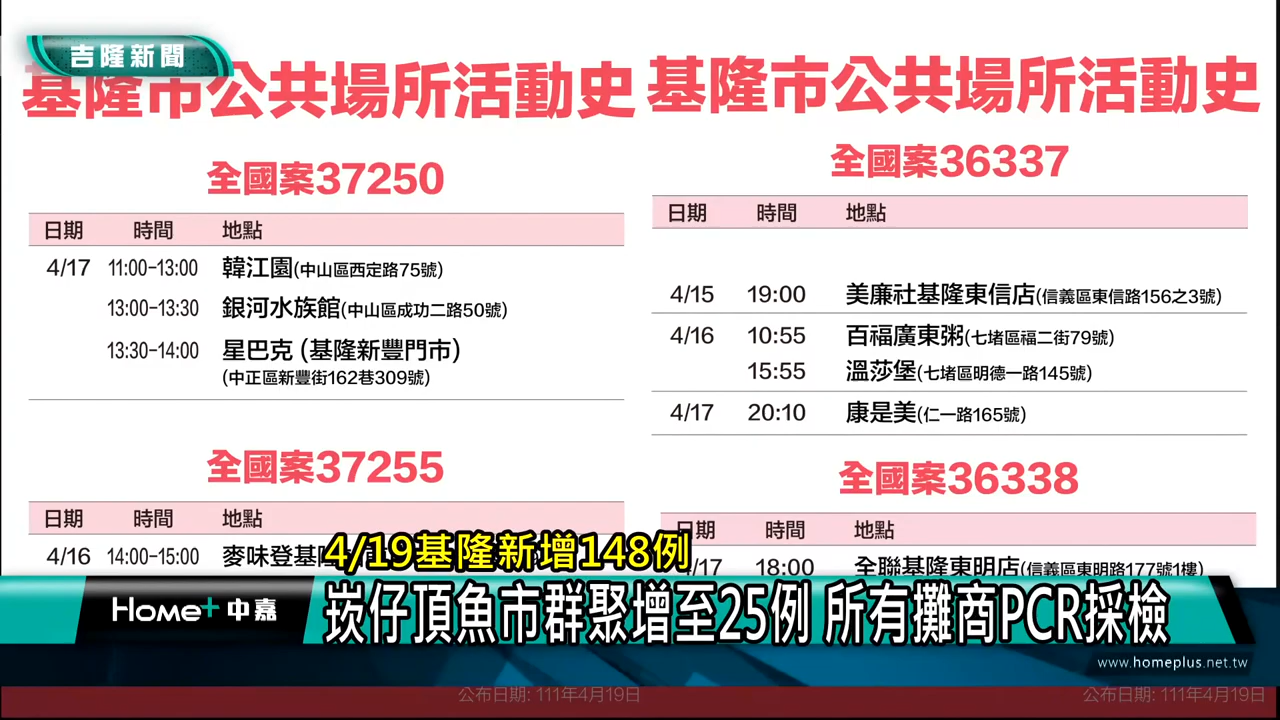 吉隆新聞
基隆市公共場所活動史
全國案37250
日期 時間 地點
4/17 11:00-13:00 韓江園(中山區西定路75號)
13:00-13:30 銀河水族館(中山區成功二路50號)
13:30-14:00 星巴克 (基隆新豐門市)
(中正區新豐街162巷309號)
全國案37255
日期 時間 地點
4/16 14:00-15:00 麥味登基隆
基隆市公共場所活動史
全國案36337
日期 時間 地點
4/15 19:00 美廉社基隆東信店(信義區東信路156之3號)
4/16 10:55 百福廣東粥(七堵區福二街79號)
15:55 溫莎堡(七堵區明德一路145號)
4/17 20:10 康是美(仁一路165號)
全國案36338
日期 時間 地點
4/17 18:00 全聯基隆東明店(信義區東明路177號1樓)
4/19基隆新增148例
Home+中嘉
崁仔頂魚市群聚增至25例 所有攤商PCR採檢
www.homeplus.net.tw
公布日期: 111年4月19日
公布日期: 111年4月19日